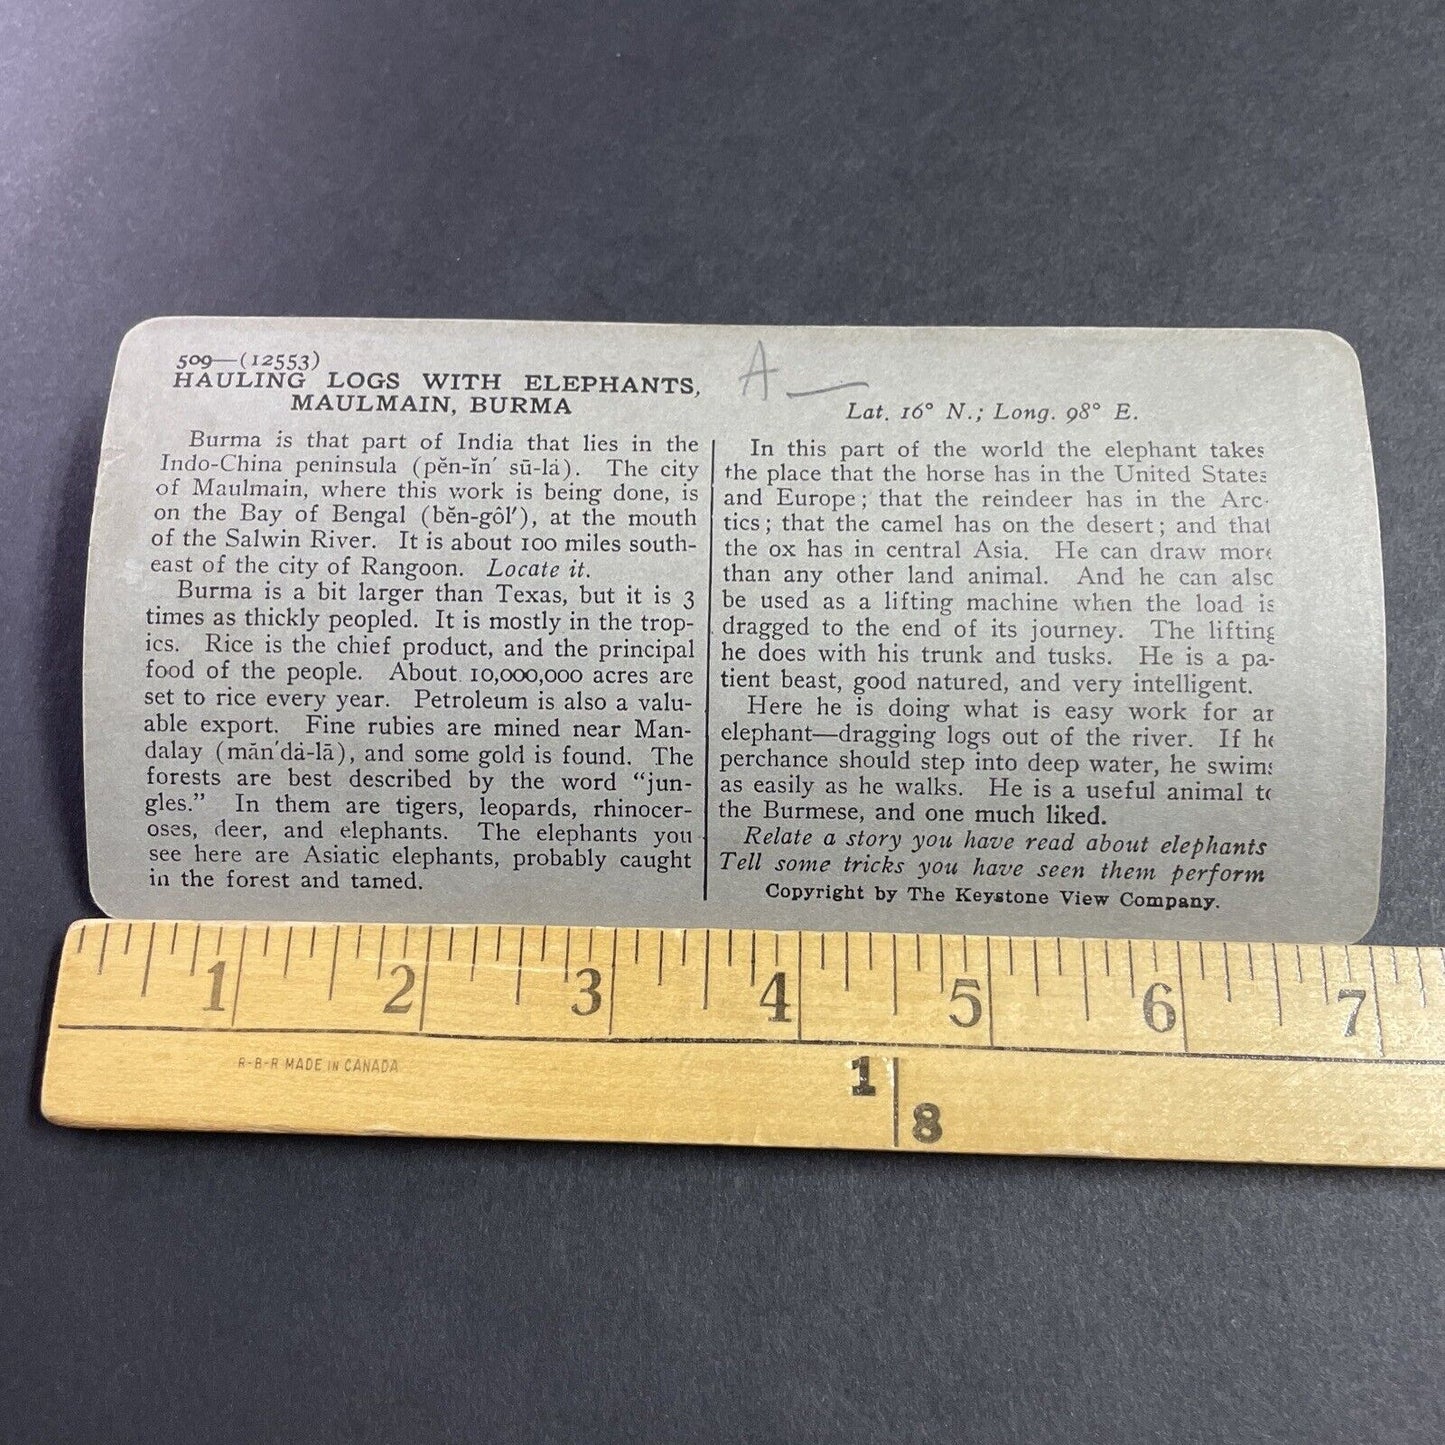 509—(12553)
HAULING LOGS WITH ELEPHANTS,
MAULMAIN, BURMA
Burma is that part of India that lies in the
Indo-China peninsula (pĕn-ĭn′ sū-lȧ). The city
of Maulmain, where this work is being done, is
on the Bay of Bengal (bĕn-gôl′), at the mouth
of the Salwin River. It is about 100 miles south-
east of the city of Rangoon. Locate it.
Burma is a bit larger than Texas, but it is 3
times as thickly peopled. It is mostly in the trop-
ics. Rice is the chief product, and the principal
food of the people. About 10,000,000 acres are
set to rice every year. Petroleum is also a valu-
able export. Fine rubies are mined near Man-
dalay (măn′dȧ-lā), and some gold is found. The
forests are best described by the word "jun-
gles." In them are tigers, leopards, rhinocer-
oses, deer, and elephants. The elephants you
see here are Asiatic elephants, probably caught
in the forest and tamed.
A —
Lat. 16° N.; Long. 98° E.
In this part of the world the elephant takes
the place that the horse has in the United States
and Europe; that the reindeer has in the Arc-
tics; that the camel has on the desert; and that
the ox has in central Asia. He can draw more
than any other land animal. And he can also
be used as a lifting machine when the load is
dragged to the end of its journey. The lifting
he does with his trunk and tusks. He is a pa-
tient beast, good natured, and very intelligent.
Here he is doing what is easy work for an
elephant—dragging logs out of the river. If he
perchance should step into deep water, he swims
as easily as he walks. He is a useful animal to
the Burmese, and one much liked.
Relate a story you have read about elephants
Tell some tricks you have seen them perform
Copyright by The Keystone View Company.
1 2 3 4 5 6 7
R-B-R MADE IN CANADA
1
8